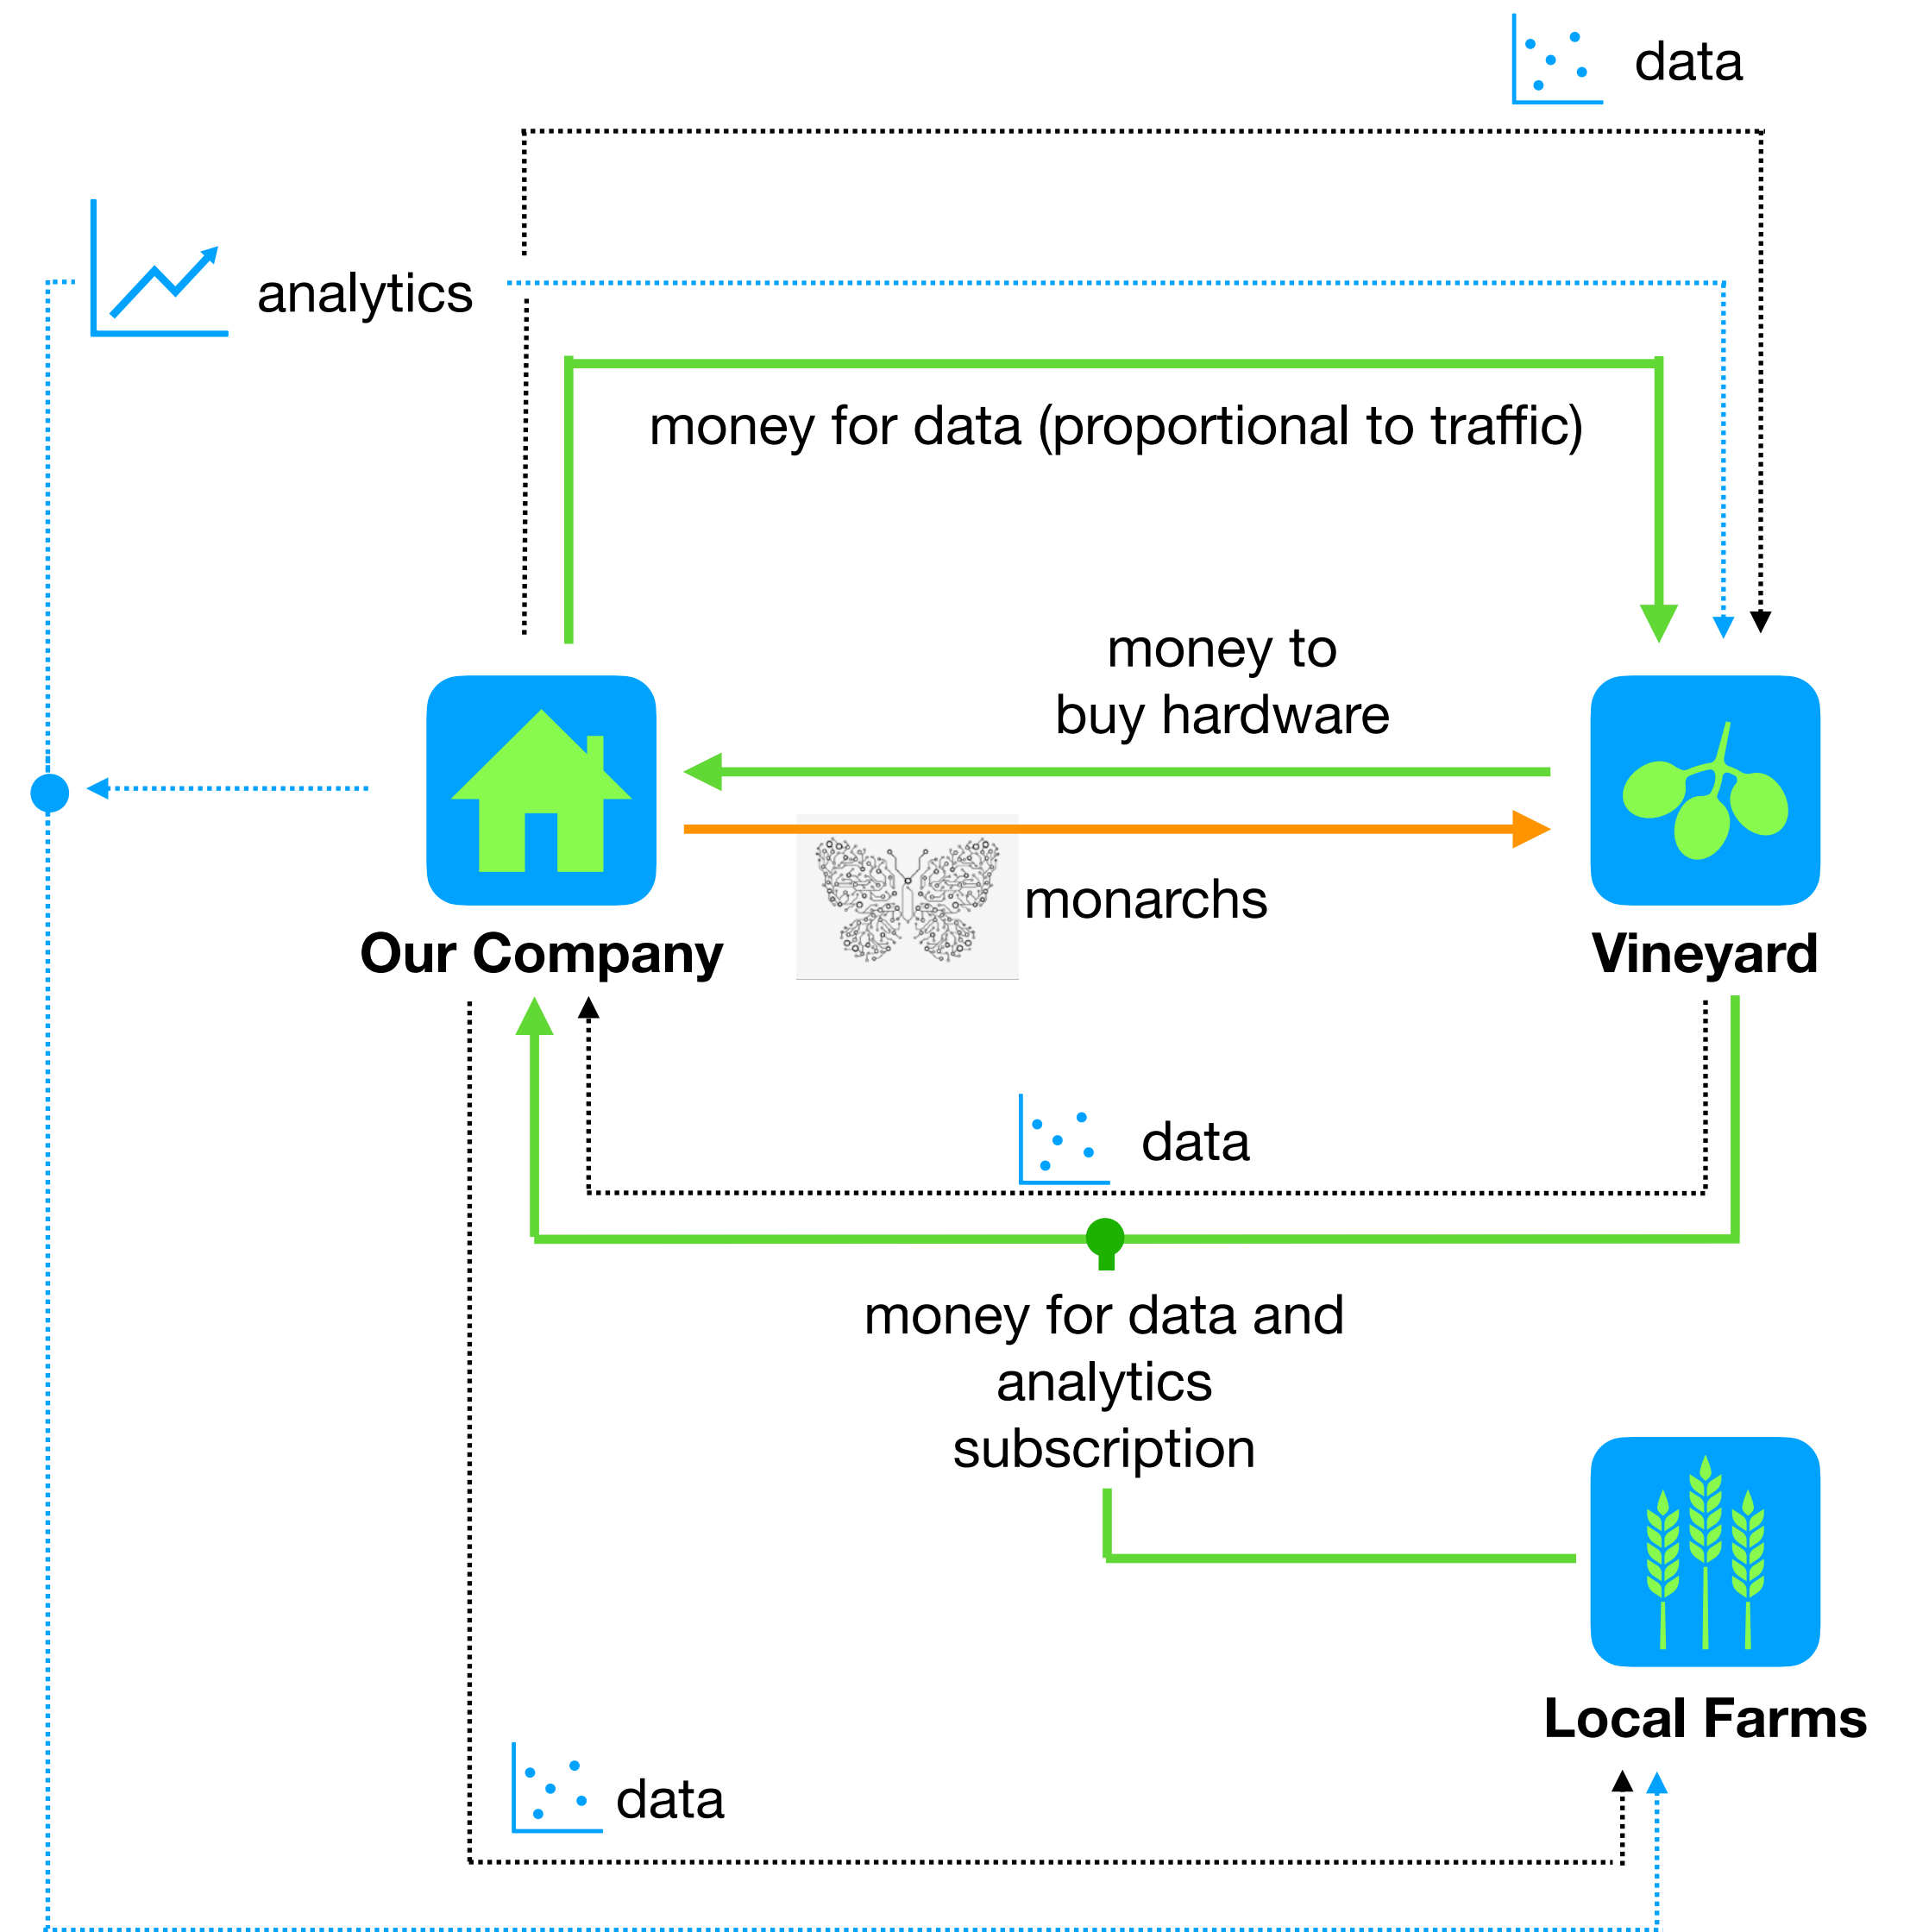 data
analytics
money for data (proportional to traffic)
money to
buy hardware
monarchs
Our Company
Vineyard
data
money for data and
analytics
subscription
Local Farms
data